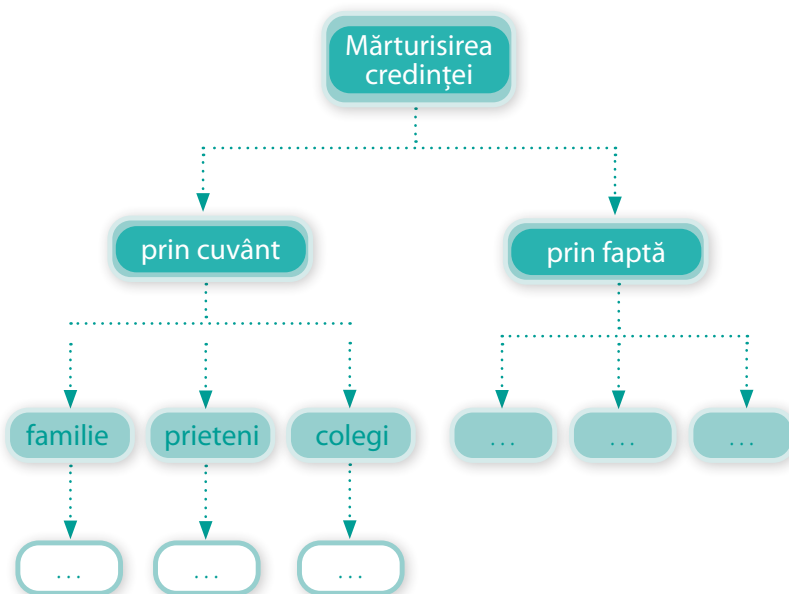 Mărturisirea
credinței
prin cuvânt
prin faptă
familie
prieteni
colegi
...
...
...
...
...
...